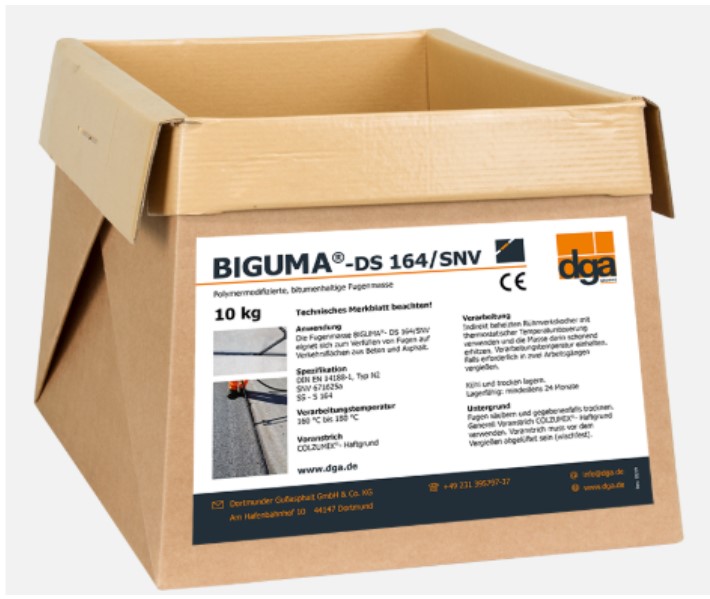 BIGUMA®-DS 164/SNV
dga
CE
Polymermodifizierte, bitumenhaltige Fugenmasse
10 kg
Technisches Merkblatt beachten!
Anwendung
Die Fugenmasse BIGUMA®- DS 164/SNV
eignet sich zum Verfüllen von Fugen auf
Verkehrsflächen aus Beton und Asphalt.
Spezifikation
DIN EN 14188-1, Typ N2
SNV 671625a
SS - S 164
Verarbeitungstemperatur
160 °C bis 180 °C
Voranstrich
COLZUMIX®- Haftgrund
www.dga.de
Verarbeitung
Indirekt beheizten Rührwerkskocher mit
thermostatischer Temperatursteuerung
verwenden und die Masse darin schonend
erhitzen. Verarbeitungstemperatur einhalten.
Falls erforderlich in zwei Arbeitsgängen
vergießen.
Kühl und trocken lagern.
Lagerfähig: mindestens 24 Monate
Untergrund
Fugen säubern und gegebenenfalls trocknen.
Generell Voranstrich COLZUMIX®- Haftgrund
verwenden. Voranstrich muss vor dem
Vergießen abgelüftet sein (wischfest).
Dortmunder Gußasphalt GmbH & Co. KG
Am Hafenbahnhof 10 44147 Dortmund
+49 231 395797-37
info@dga.de
www.dga.de